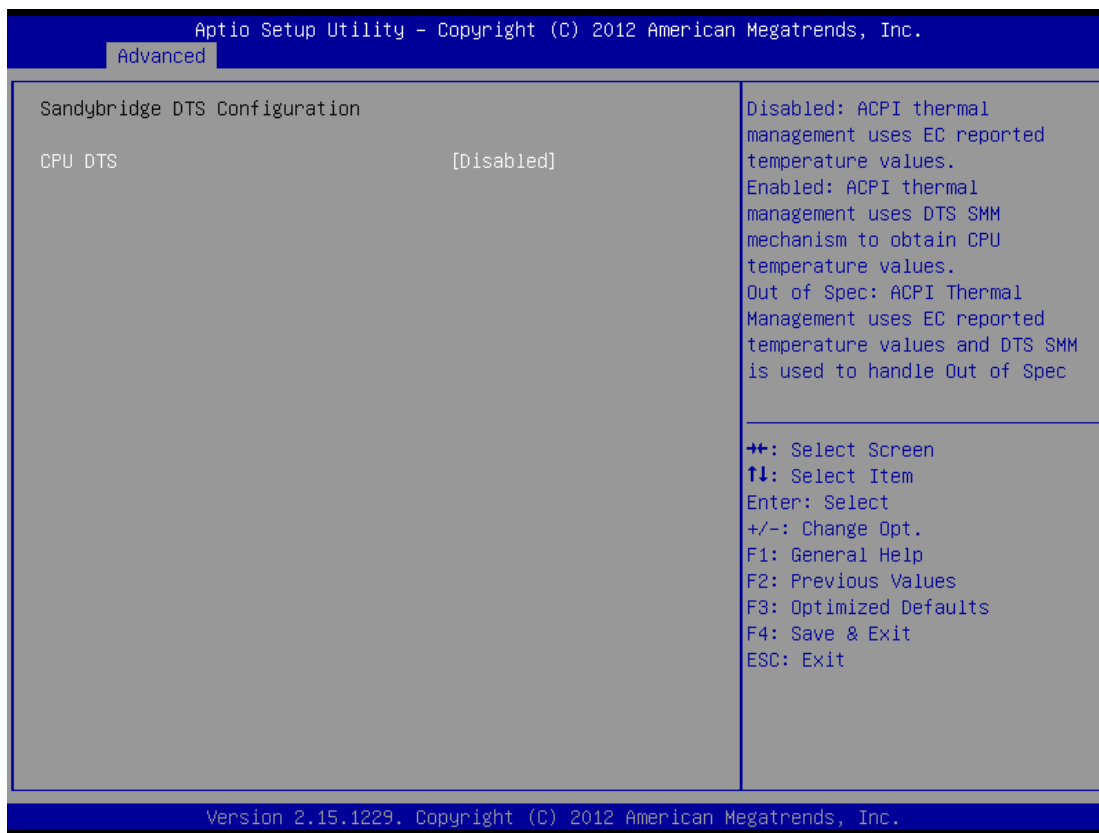 Aptio Setup Utility – Copyright (C) 2012 American Megatrends, Inc.
Advanced
Sandybridge DTS Configuration
CPU DTS [Disabled]
Disabled: ACPI thermal
management uses EC reported
temperature values.
Enabled: ACPI thermal
management uses DTS SMM
mechanism to obtain CPU
temperature values.
Out of Spec: ACPI Thermal
Management uses EC reported
temperature values and DTS SMM
is used to handle Out of Spec
→←: Select Screen
↑↓: Select Item
Enter: Select
+/-: Change Opt.
F1: General Help
F2: Previous Values
F3: Optimized Defaults
F4: Save & Exit
ESC: Exit
Version 2.15.1229. Copyright (C) 2012 American Megatrends, Inc.